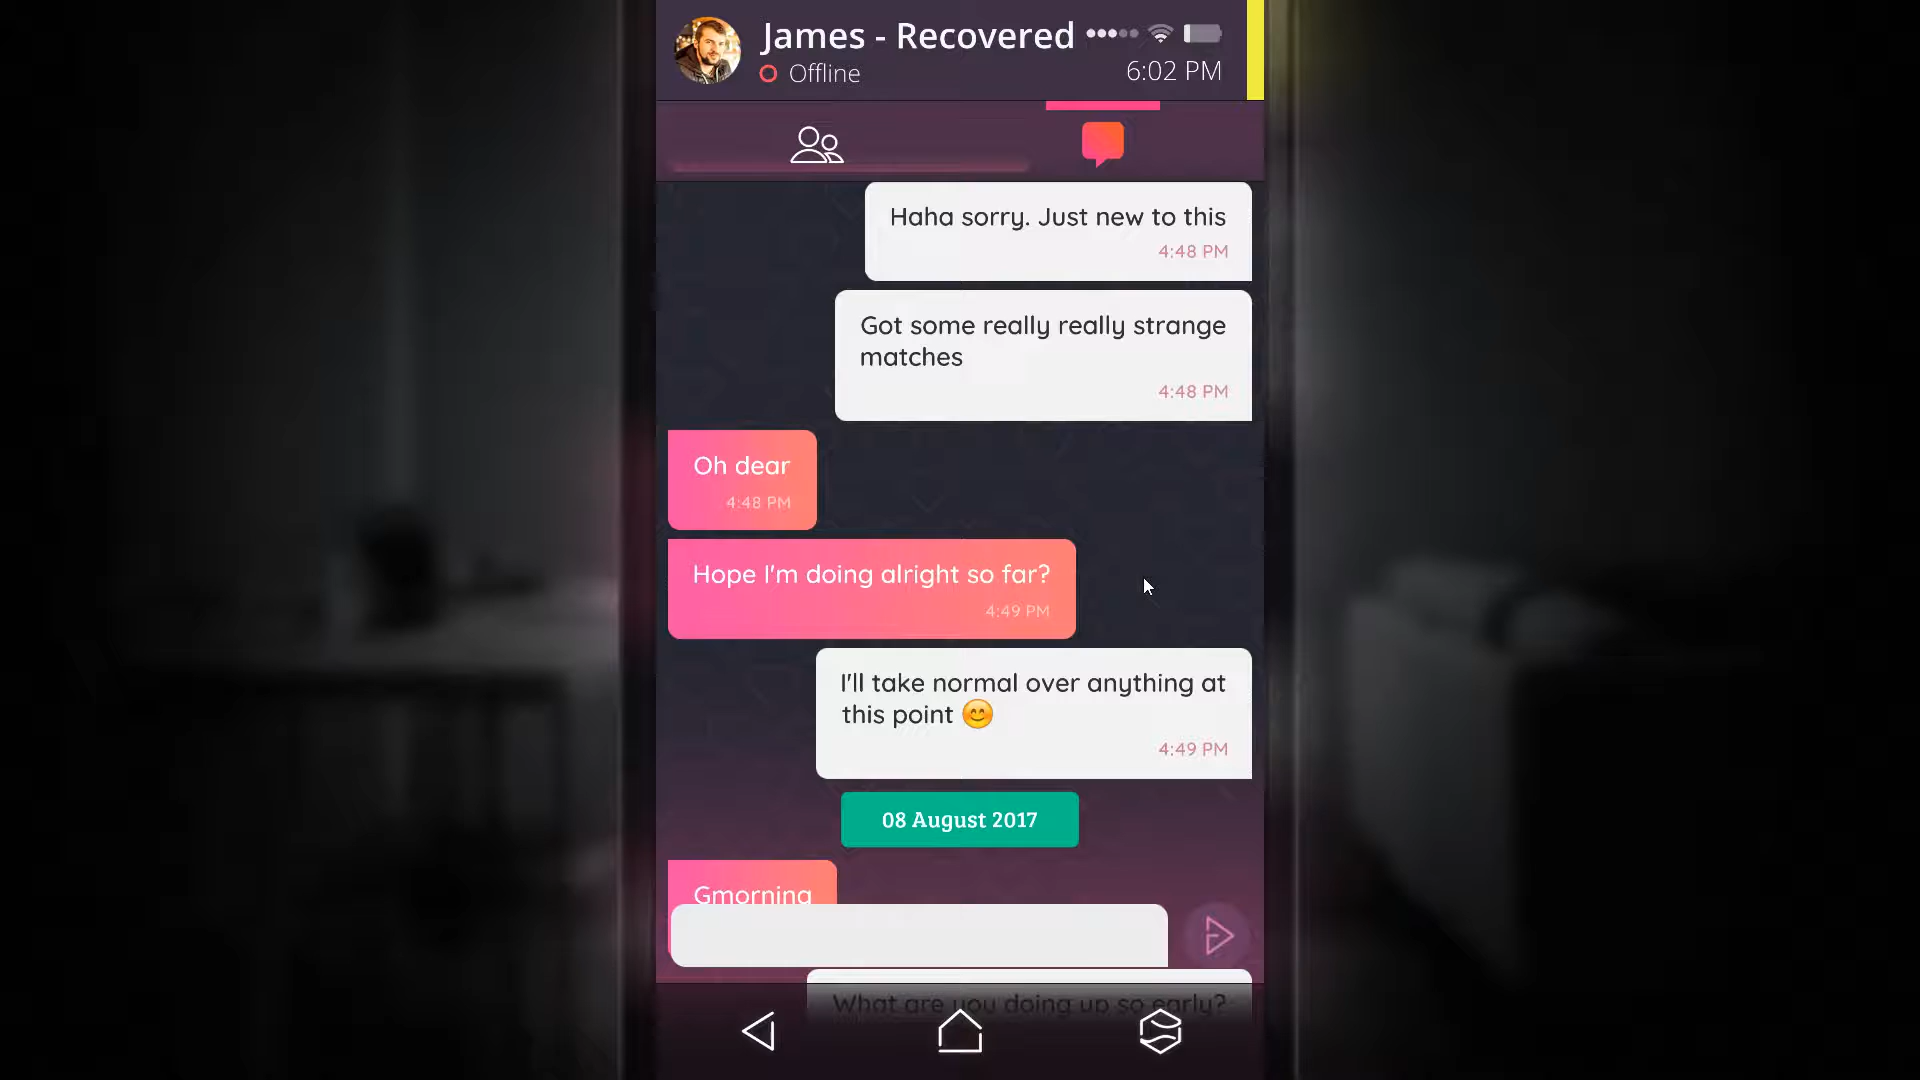 James - Recovered
Offline
6:02 PM
Haha sorry. Just new to this
4:48 PM
Got some really really strange
matches
4:48 PM
Oh dear
4:48 PM
Hope I'm doing alright so far?
4:49 PM
I'll take normal over anything at
this point 😊
4:49 PM
08 August 2017
Gmorning
What are you doing up so early?